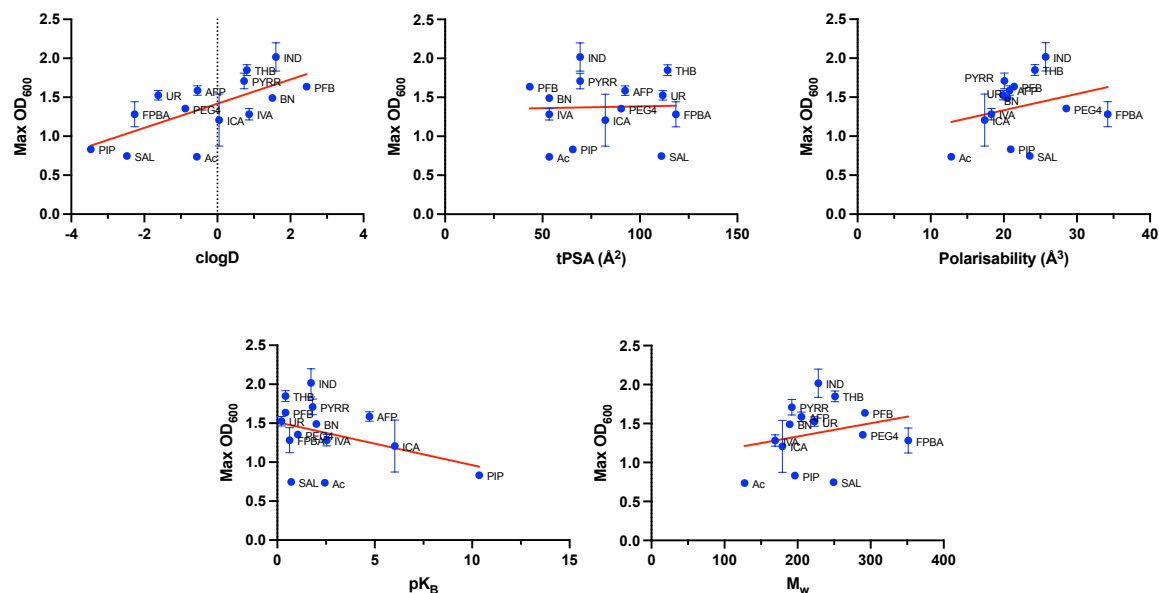 2.5
2.0
1.5
1.0
0.5
0.0
Max OD600
IND
THB
PYRR
PFB
UR
AFP
BN
FPBA
PEG4
ICA
IVA
PIP
SAL
Ac
-4
-2
0
2
4
clogD
2.5
2.0
1.5
1.0
0.5
0.0
Max OD600
IND
THB
PYRR
PFB
AFP
UR
BN
PEG4
IVA
ICA
FPBA
PIP
Ac
SAL
50
100
150
tPSA (Å²)
2.5
2.0
1.5
1.0
0.5
0.0
Max OD600
IND
THB
PYRR
PFB
AFP
UR
BN
PEG4
IVA
ICA
FPBA
PIP
Ac
SAL
0
10
20
30
40
Polarisability (Å³)
2.5
2.0
1.5
1.0
0.5
0.0
Max OD600
IND
THB
PYRR
PFB
AFP
UR
BN
PEG4
FPBA
IVA
ICA
PIP
SAL
Ac
0
5
10
15
pKB
2.5
2.0
1.5
1.0
0.5
0.0
Max OD600
IND
THB
PYRR
PFB
AFP
UR
BN
PEG4
IVA
FPBA
ICA
PIP
Ac
SAL
0
100
200
300
400
Mw